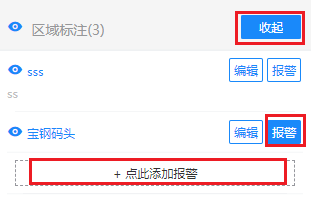 区域标注(3) 收起
sss 编辑 报警
ss
宝钢码头 编辑 报警
+ 点此添加报警